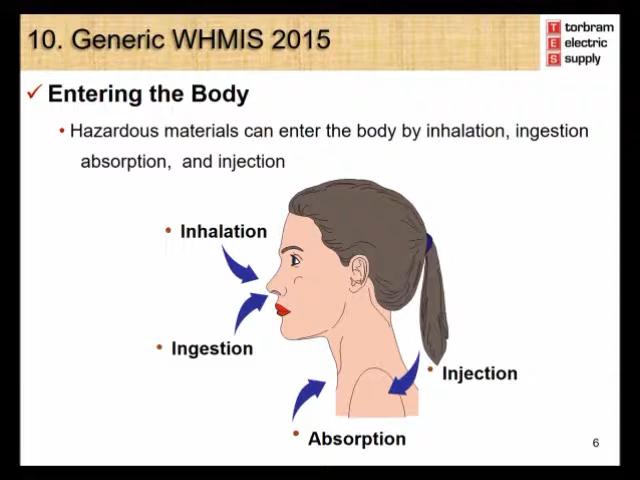 10. Generic WHMIS 2015
T torbram
E electric
S supply
✓ Entering the Body
• Hazardous materials can enter the body by inhalation, ingestion
absorption, and injection
• Inhalation
• Ingestion
• Injection
• Absorption
6